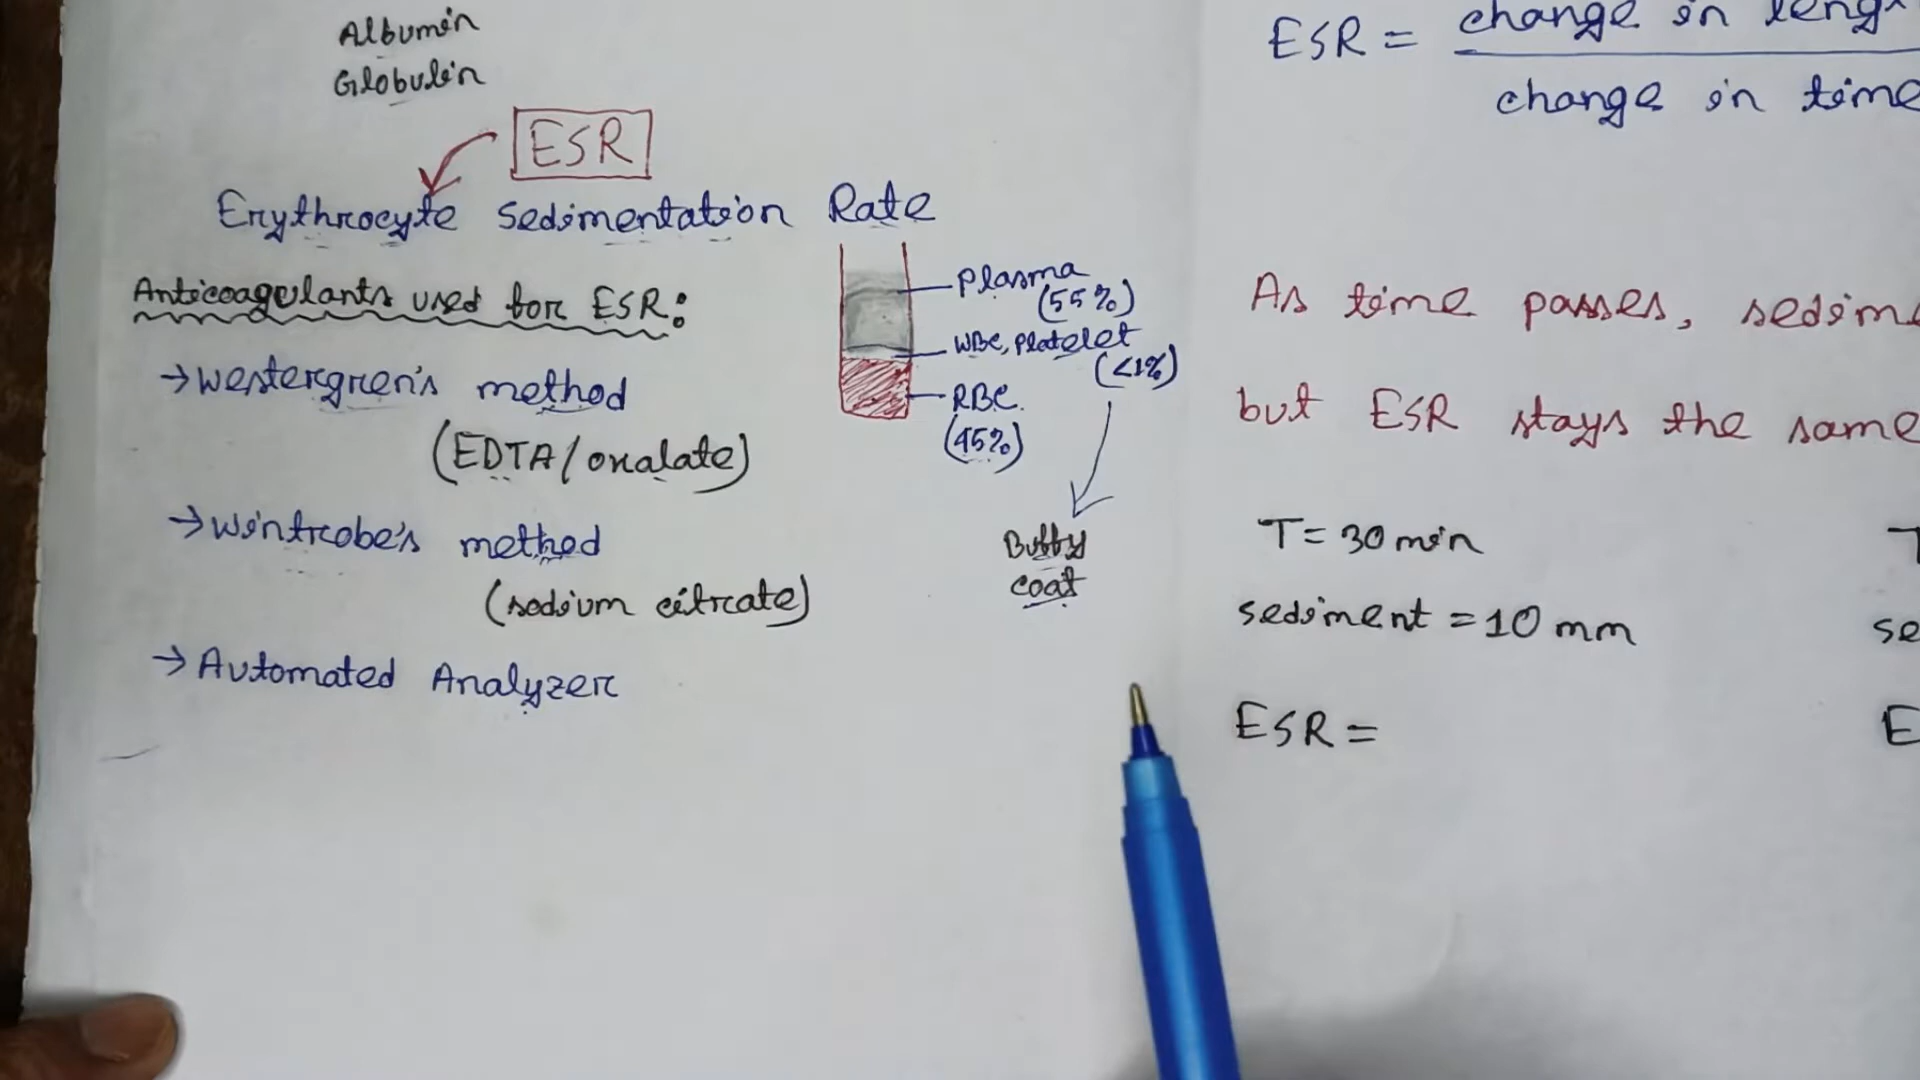 Albumin
Globulin
ESR
Erythrocyte Sedimentation Rate
Anticoagulants used for ESR:
→Westergren's method
(EDTA/oxalate)
→Wintrobe's method
(sodium citrate)
→Automated Analyzer
Plasma
(55%)
WBC, Platelet
(<1%)
RBC
(45%)
Buffy
coat
ESR = change in
change in time
As time passes,
but ESR stays the same
T = 30 min
sediment = 10 mm
ESR =